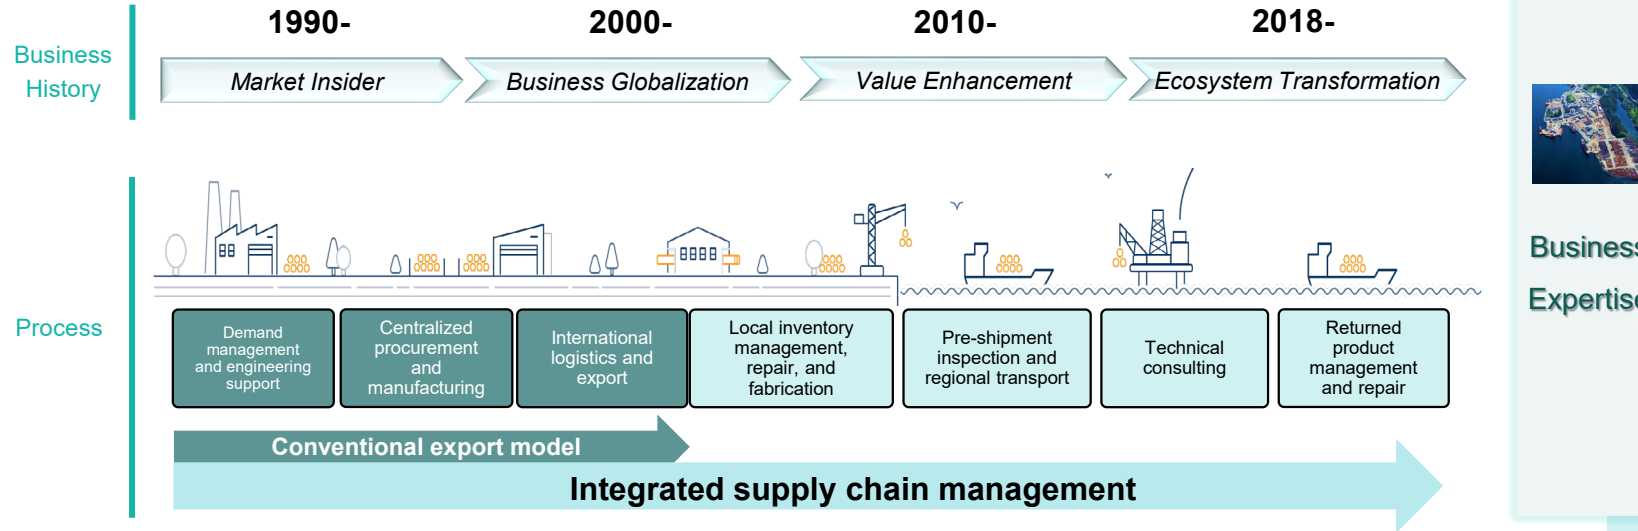 1990-
2000-
2010-
2018-
Business
History
Market Insider
Business Globalization
Value Enhancement
Ecosystem Transformation
Process
Demand
management
and engineering
support
Centralized
procurement
and
manufacturing
International
logistics and
export
Local inventory
management,
repair, and
fabrication
Pre-shipment
inspection and
regional transport
Technical
consulting
Returned
product
management
and repair
Conventional export model
Integrated supply chain management
Business
Expertise